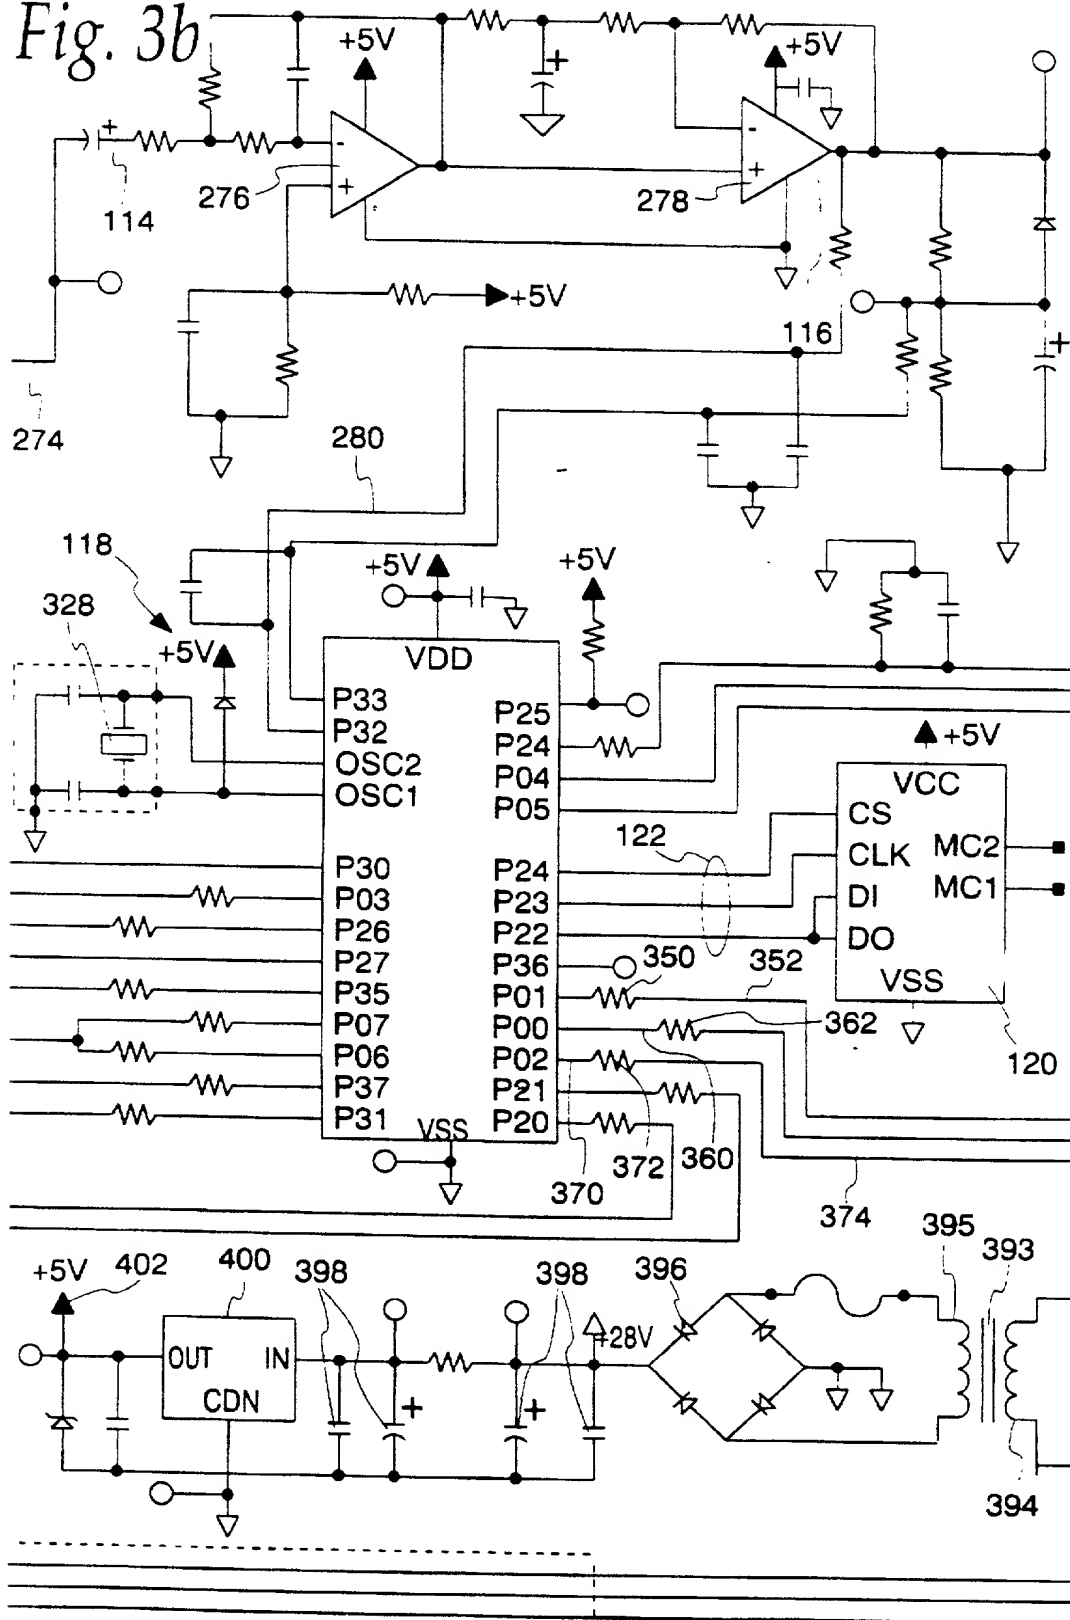 Fig. 3b
+5V
+5V
+
+
-
+
276
-
+
278
114
+5V
116
+
274
280
118
328
+5V
+5V
+5V
VDD
P33
P32
OSC2
OSC1
P30
P03
P26
P27
P35
P07
P06
P37
P31
VSS
P25
P24
P04
P05
P24
P23
P22
P36
P01
P00
P02
P21
P20
122
+5V
VCC
CS
CLK
DI
DO
MC2
MC1
VSS
120
350
352
362
372
360
370
374
+5V
402
400
398
398
396
395
393
+28V
OUT
IN
CDN
+
+
394